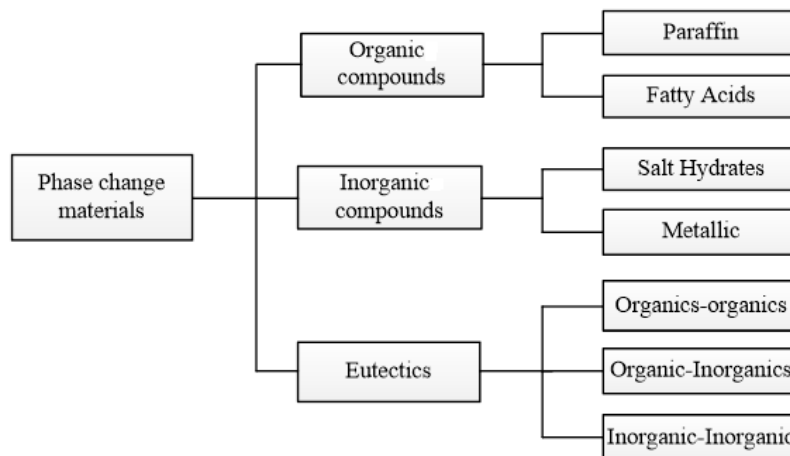 Phase change
materials
Organic
compounds
Paraffin
Fatty Acids
Inorganic
compounds
Salt Hydrates
Metallic
Eutectics
Organics-organics
Organic-Inorganics
Inorganic-Inorganic